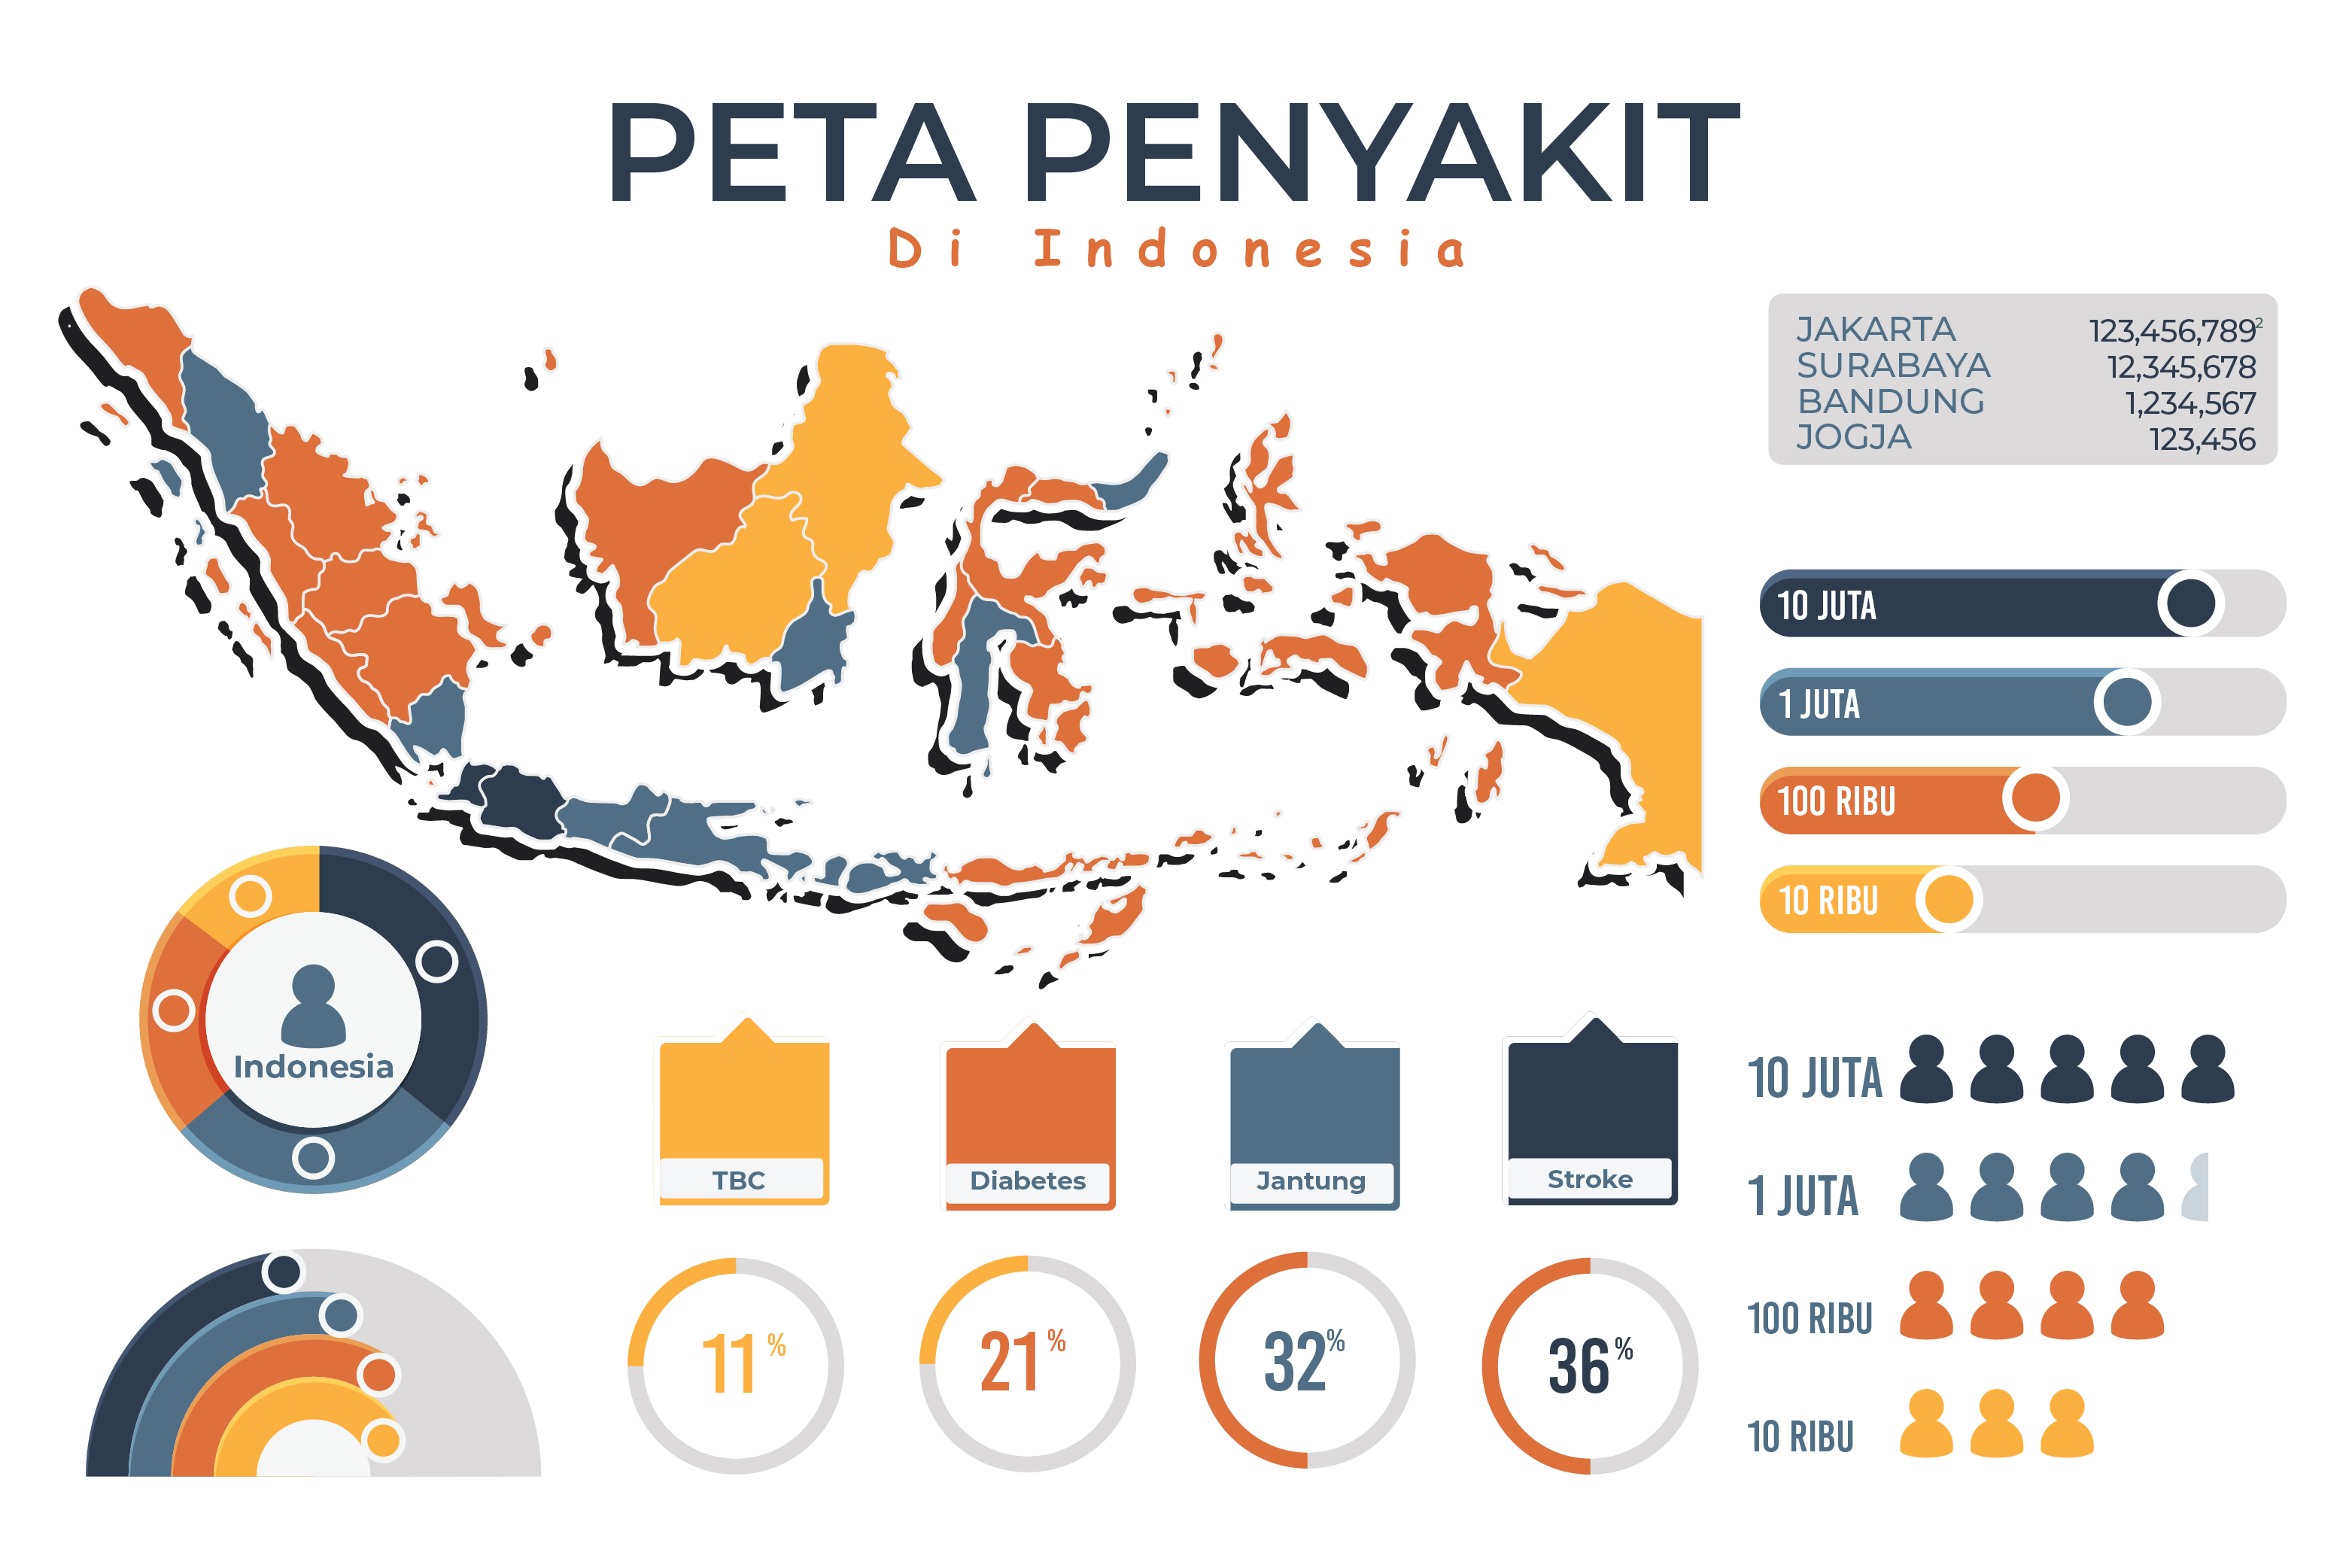 PETA PENYAKIT
Di Indonesia
JAKARTA 123,456,789²
SURABAYA 12,345,678
BANDUNG 1,234,567
JOGJA 123,456
10 JUTA
1 JUTA
100 RIBU
10 RIBU
Indonesia
TBC
Diabetes
Jantung
Stroke
11 %
21 %
32 %
36 %
10 JUTA
1 JUTA
100 RIBU
10 RIBU